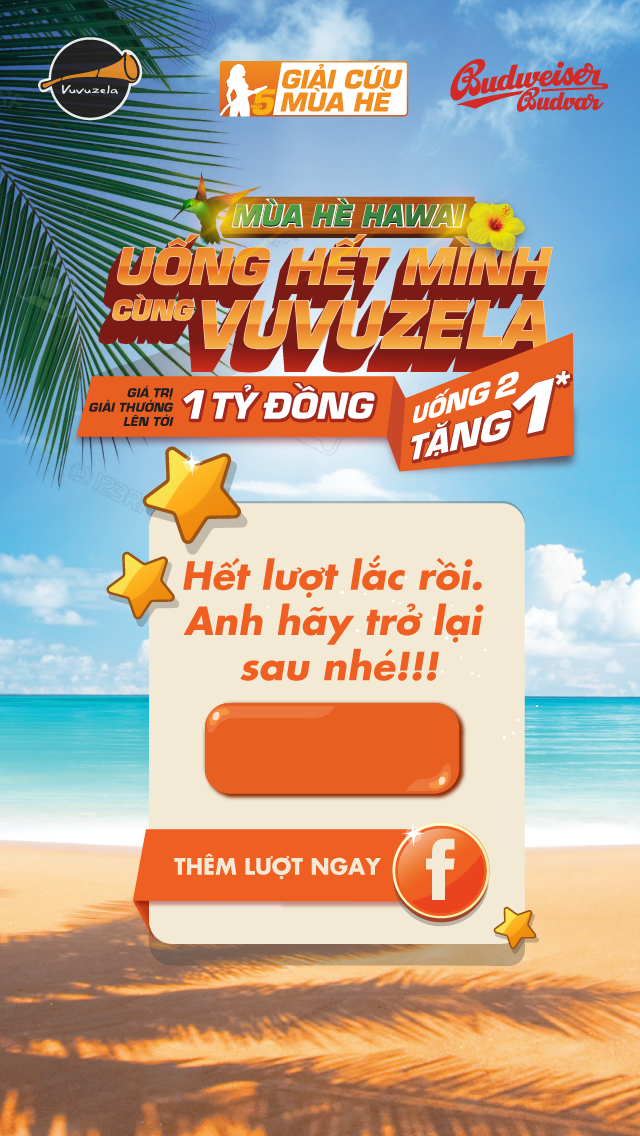 Vuvuzela
5
GIẢI CỨU
MÙA HÈ
Budweiser
Budvar
MÙA HÈ HAWAI
UỐNG HẾT MÌNH
CÙNG VUVUZELA
GIÁ TRỊ
GIẢI THƯỞNG
LÊN TỚI
1 TỶ ĐỒNG
UỐNG 2
TẶNG 1*
Hết lượt lắc rồi.
Anh hãy trở lại
sau nhé!!!
THÊM LƯỢT NGAY
f